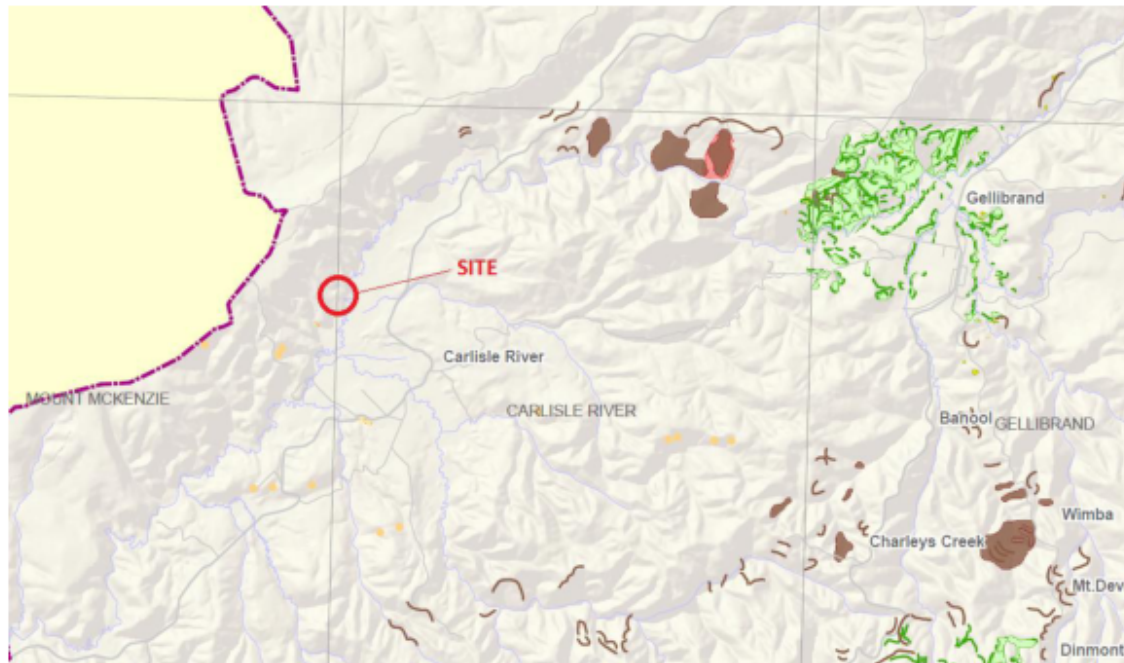 Gellibrand
SITE
Carlisle River
MOUNT MCKENZIE
CARLISLE RIVER
Banool
GELLIBRAND
Wimba
Charleys Creek
Mt.Dev
Dinmont